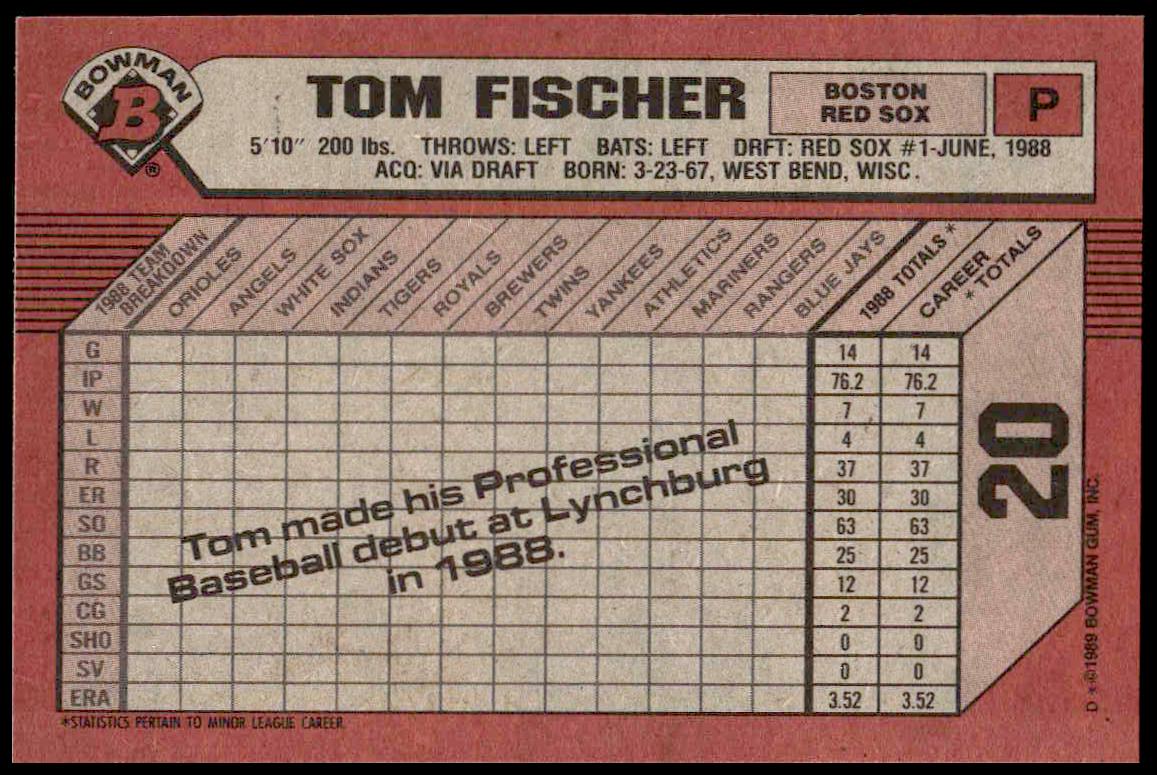 BOWMAN
B
®
TOM FISCHER
BOSTON
RED SOX
P
5'10" 200 lbs. THROWS: LEFT BATS: LEFT DRFT: RED SOX #1-JUNE, 1988
ACQ: VIA DRAFT BORN: 3-23-67, WEST BEND, WISC.
1988 TEAM
BREAKDOWN
ORIOLES
ANGELS
WHITE SOX
INDIANS
TIGERS
ROYALS
BREWERS
TWINS
YANKEES
ATHLETICS
MARINERS
RANGERS
BLUE JAYS
1988 TOTALS *
CAREER
* TOTALS
G 14 14
IP 76.2 76.2
W 7 7
L 4 4
R 37 37
ER 30 30
SO 63 63
BB 25 25
GS 12 12
CG 2 2
SHO 0 0
SV 0 0
ERA 3.52 3.52
Tom made his Professional
Baseball debut at Lynchburg
in 1988.
20
*STATISTICS PERTAIN TO MINOR LEAGUE CAREER.
D *©1989 BOWMAN GUM, INC.